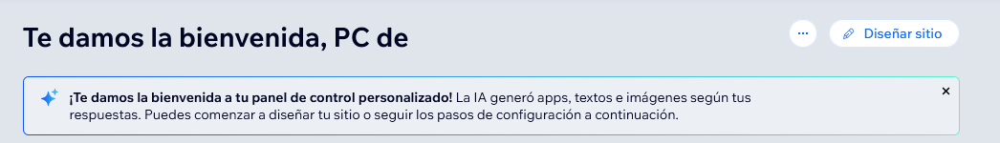 Te damos la bienvenida, PC de
Diseñar sitio
¡Te damos la bienvenida a tu panel de control personalizado! La IA generó apps, textos e imágenes según tus
respuestas. Puedes comenzar a diseñar tu sitio o seguir los pasos de configuración a continuación.